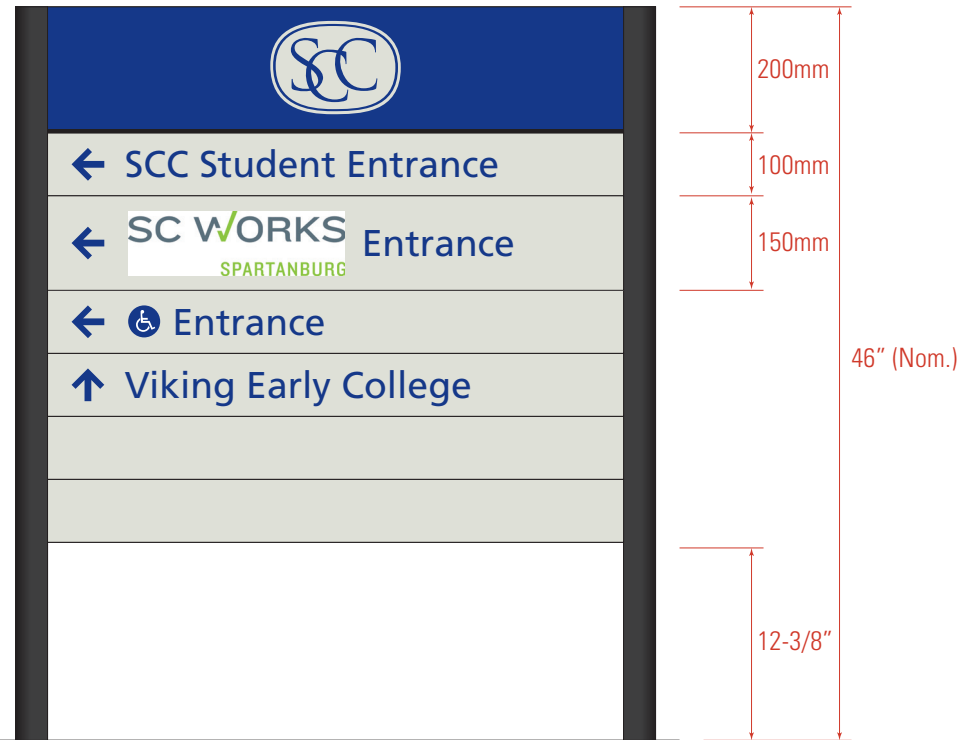 SCC
200mm
← SCC Student Entrance
100mm
← SC WORKS Entrance
SPARTANBURG
150mm
← Entrance
46” (Nom.)
↑ Viking Early College
12-3/8”